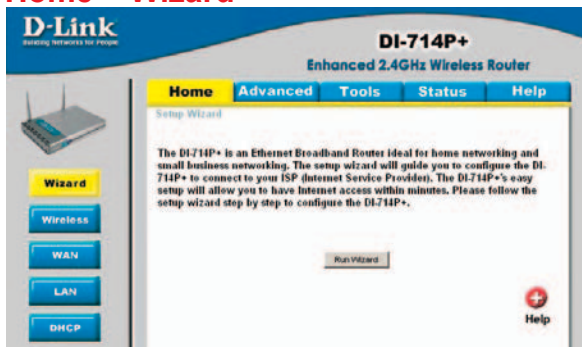 Home   Wizard
D-Link
Building Networks for People
DI-714P+
Enhanced 2.4GHz Wireless Router
Home Advanced Tools Status Help
Setup Wizard
The DI-714P+ is an Ethernet Broadband Router ideal for home networking and
small business networking. The setup wizard will guide you to configure the DI-
714P+ to connect to your ISP (Internet Service Provider). The DI-714P+'s easy
setup will allow you to have Internet access within minutes. Please follow the
setup wizard step by step to configure the DI-714P+.
Run Wizard
Wizard
Wireless
WAN
LAN
DHCP
Help